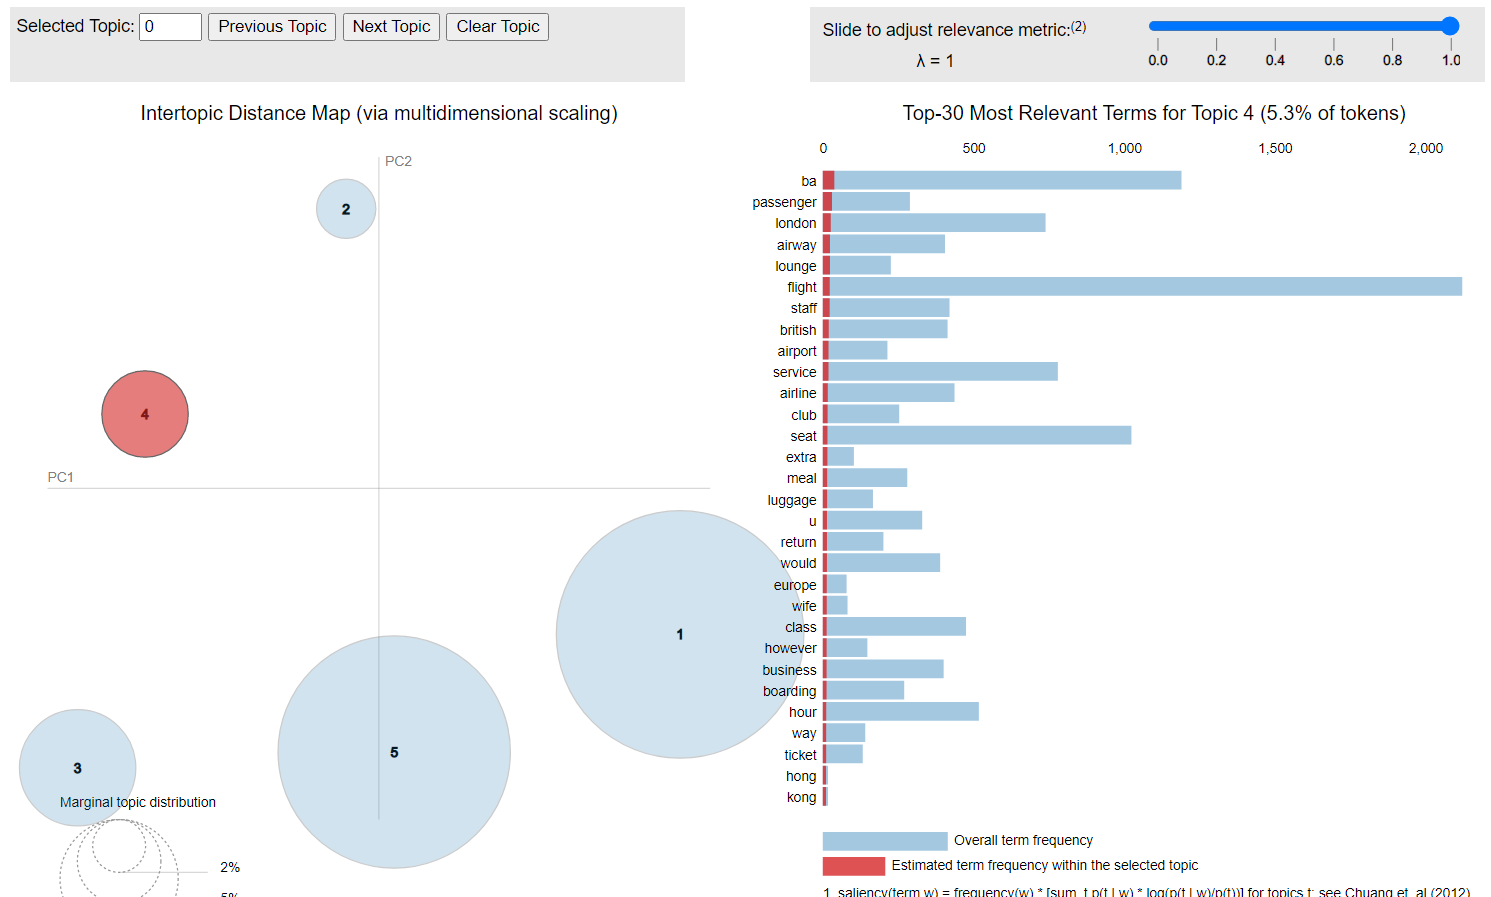 Selected Topic: 0 Previous Topic Next Topic Clear Topic
Slide to adjust relevance metric:(2)
λ = 1
0.0 0.2 0.4 0.6 0.8 1.0
Intertopic Distance Map (via multidimensional scaling)
PC2
PC1
2
4
1
5
3
Marginal topic distribution
2%
5%
Top-30 Most Relevant Terms for Topic 4 (5.3% of tokens)
0 500 1,000 1,500 2,000
ba
passenger
london
airway
lounge
flight
staff
british
airport
service
airline
club
seat
extra
meal
luggage
u
return
would
europe
wife
class
however
business
boarding
hour
way
ticket
hong
kong
Overall term frequency
Estimated term frequency within the selected topic
1. saliency(term w) = frequency(w) * [sum_t p(t | w) * log(p(t | w)/p(t))] for topics t; see Chuang et. al (2012)